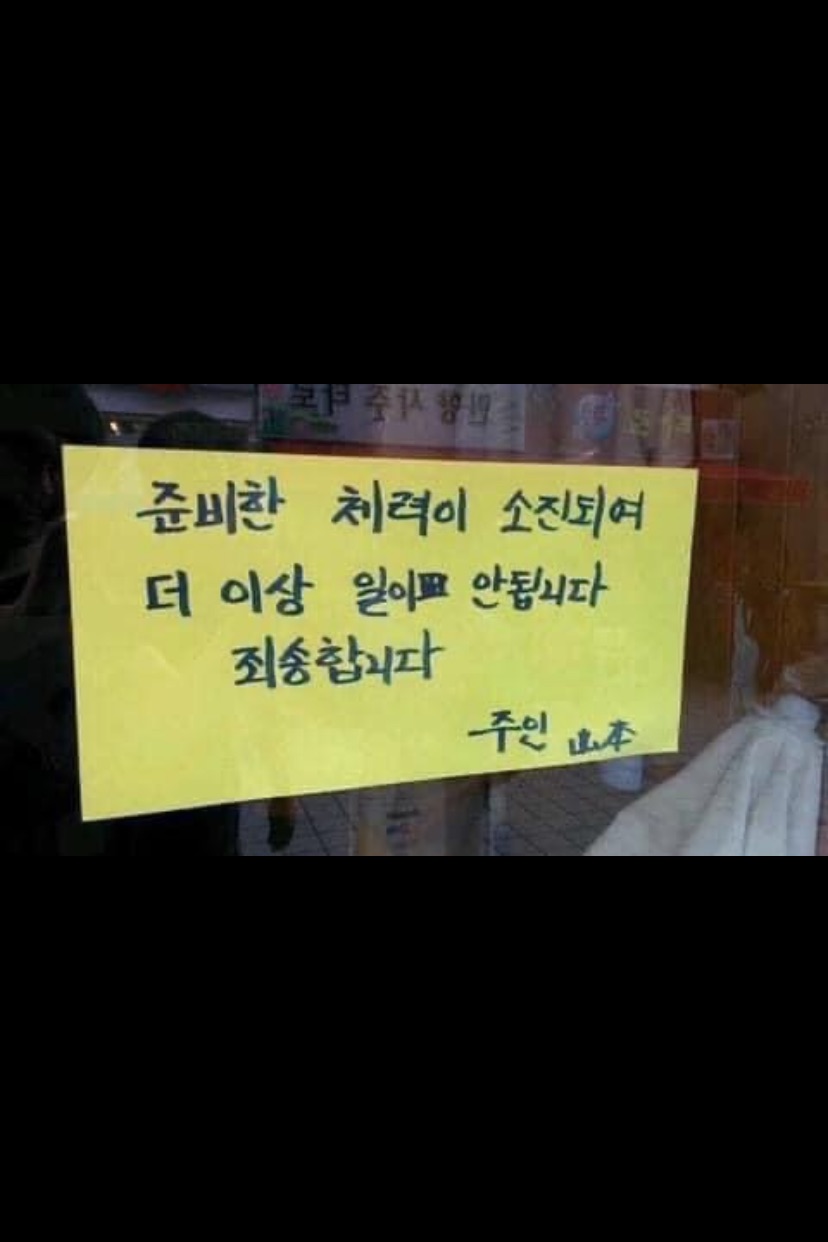 준비한 체력이 소진되여
더 이상 일이 안됩니다
죄송합니다
주인 山本